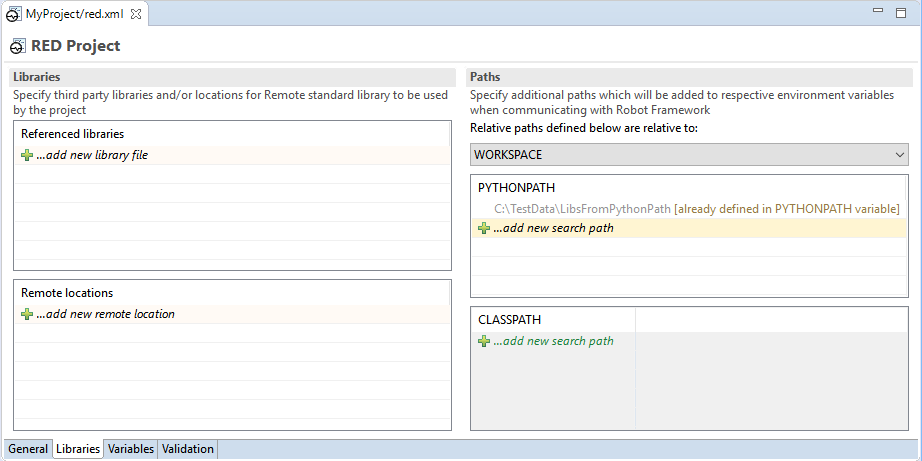 MyProject/red.xml
RED Project
Libraries
Specify third party libraries and/or locations for Remote standard library to be used
by the project
Referenced libraries
...add new library file
Remote locations
...add new remote location
Paths
Specify additional paths which will be added to respective environment variables
when communicating with Robot Framework
Relative paths defined below are relative to:
WORKSPACE
PYTHONPATH
C:\TestData\LibsFromPythonPath [already defined in PYTHONPATH variable]
...add new search path
CLASSPATH
...add new search path
General Libraries Variables Validation